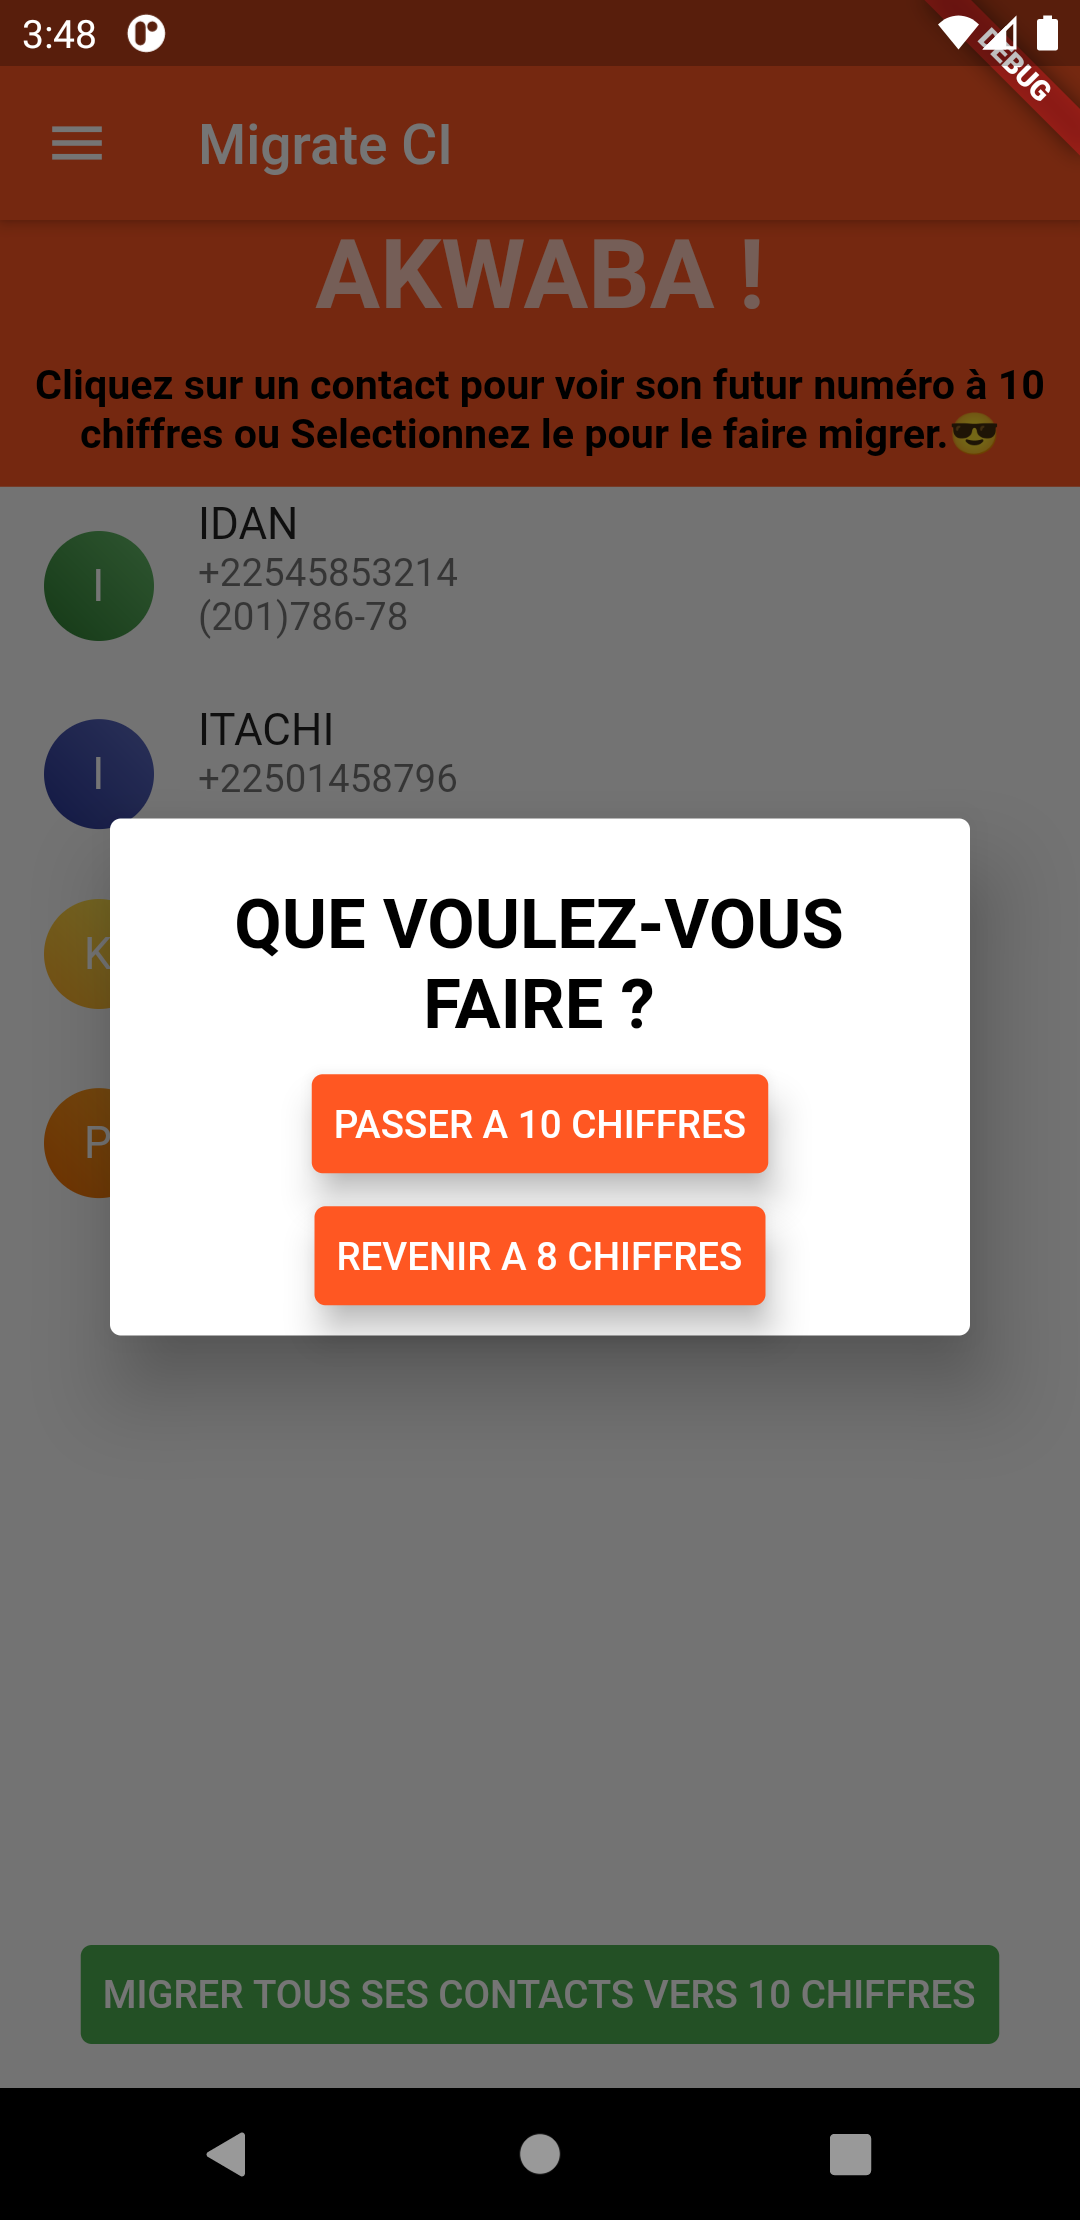 3:48
DEBUG
Migrate CI
AKWABA !
Cliquez sur un contact pour voir son futur numéro à 10
chiffres ou Selectionnez le pour le faire migrer.😎
IDAN
I
+22545853214
(201)786-78
ITACHI
I
+22501458796
K
P
QUE VOULEZ-VOUS
FAIRE ?
PASSER A 10 CHIFFRES
REVENIR A 8 CHIFFRES
MIGRER TOUS SES CONTACTS VERS 10 CHIFFRES